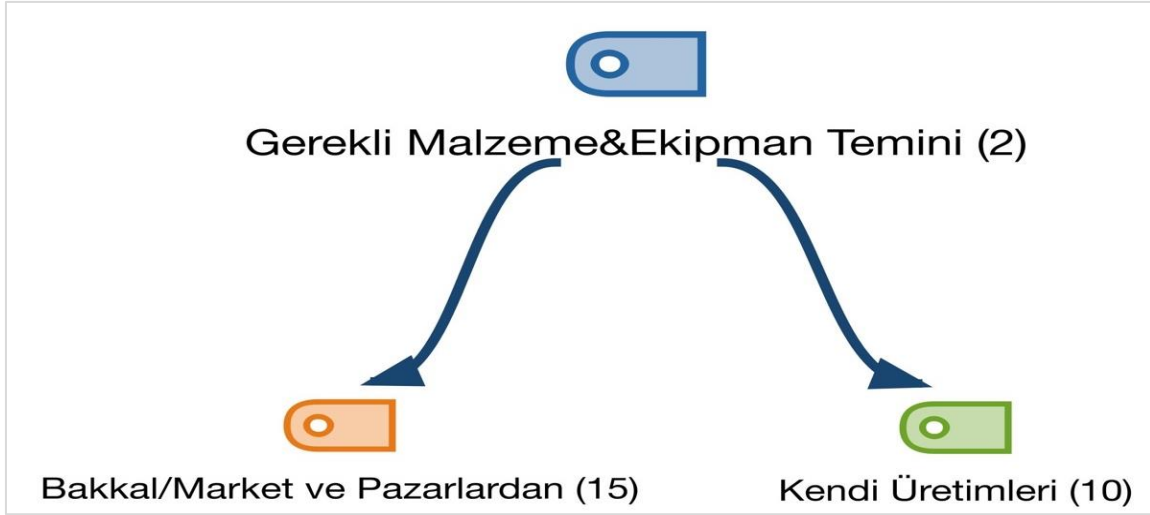 Gerekli Malzeme&Ekipman Temini (2)
Bakkal/Market ve Pazarlardan (15)
Kendi Üretimleri (10)